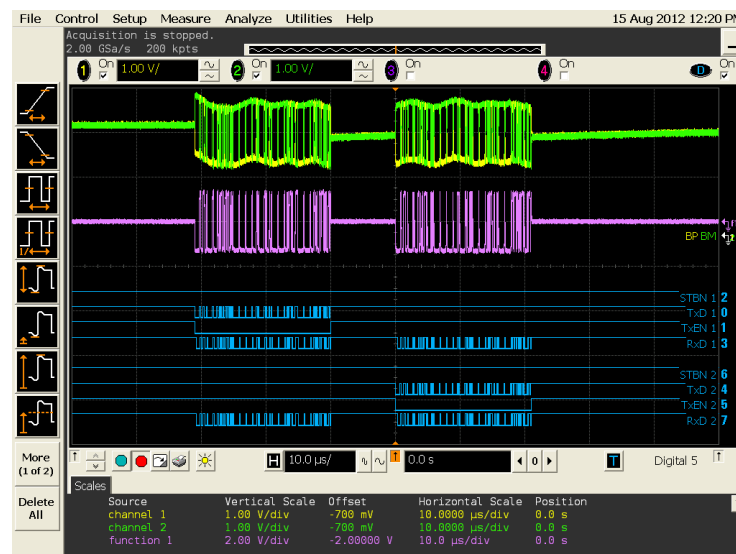 File Control Setup Measure Analyze Utilities Help 15 Aug 2012 12:20 PM
Acquisition is stopped.
2.00 GSa/s 200 kpts
1 On 1.00 V/ 2 On 1.00 V/ 3 On 4 On D On
BP BM
STBN 1 2
TxD 1 0
TxEN 1 1
RxD 1 3
STBN 2 6
TxD 2 4
TxEN 2 5
RxD 2 7
1/
More
(1 of 2)
Delete
All
H 10.0 µs/ 0.0 s 0 T Digital 5
Scales
Source Vertical Scale Offset Horizontal Scale Position
channel 1 1.00 V/div -700 mV 10.0000 µs/div 0.0 s
channel 2 1.00 V/div -700 mV 10.0000 µs/div 0.0 s
function 1 2.00 V/div -2.00000 V 10.0 µs/div 0.0 s